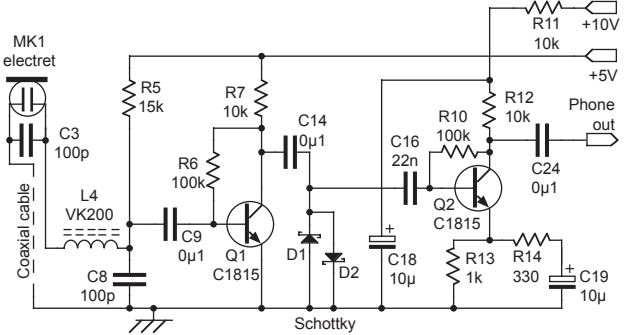 MK1
electret
C3
100p
Coaxial cable
L4
VK200
C8
100p
R5
15k
C9
0µ1
R6
100k
R7
10k
Q1
C1815
C14
0µ1
D1
D2
Schottky
C16
22n
C18
10µ
+
R10
100k
Q2
C1815
R11
10k
+10V
+5V
R12
10k
Phone
out
C24
0µ1
R13
1k
R14
330
+
C19
10µ